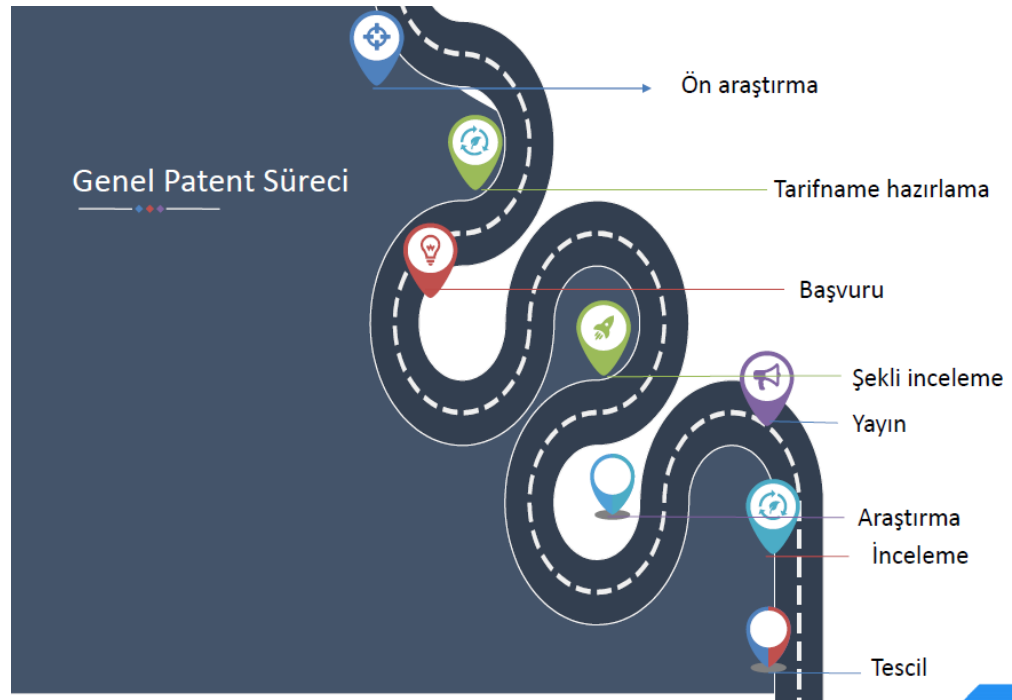 Genel Patent Süreci
Ön araştırma
Tarifname hazırlama
Başvuru
Şekli inceleme
Yayın
Araştırma
İnceleme
Tescil